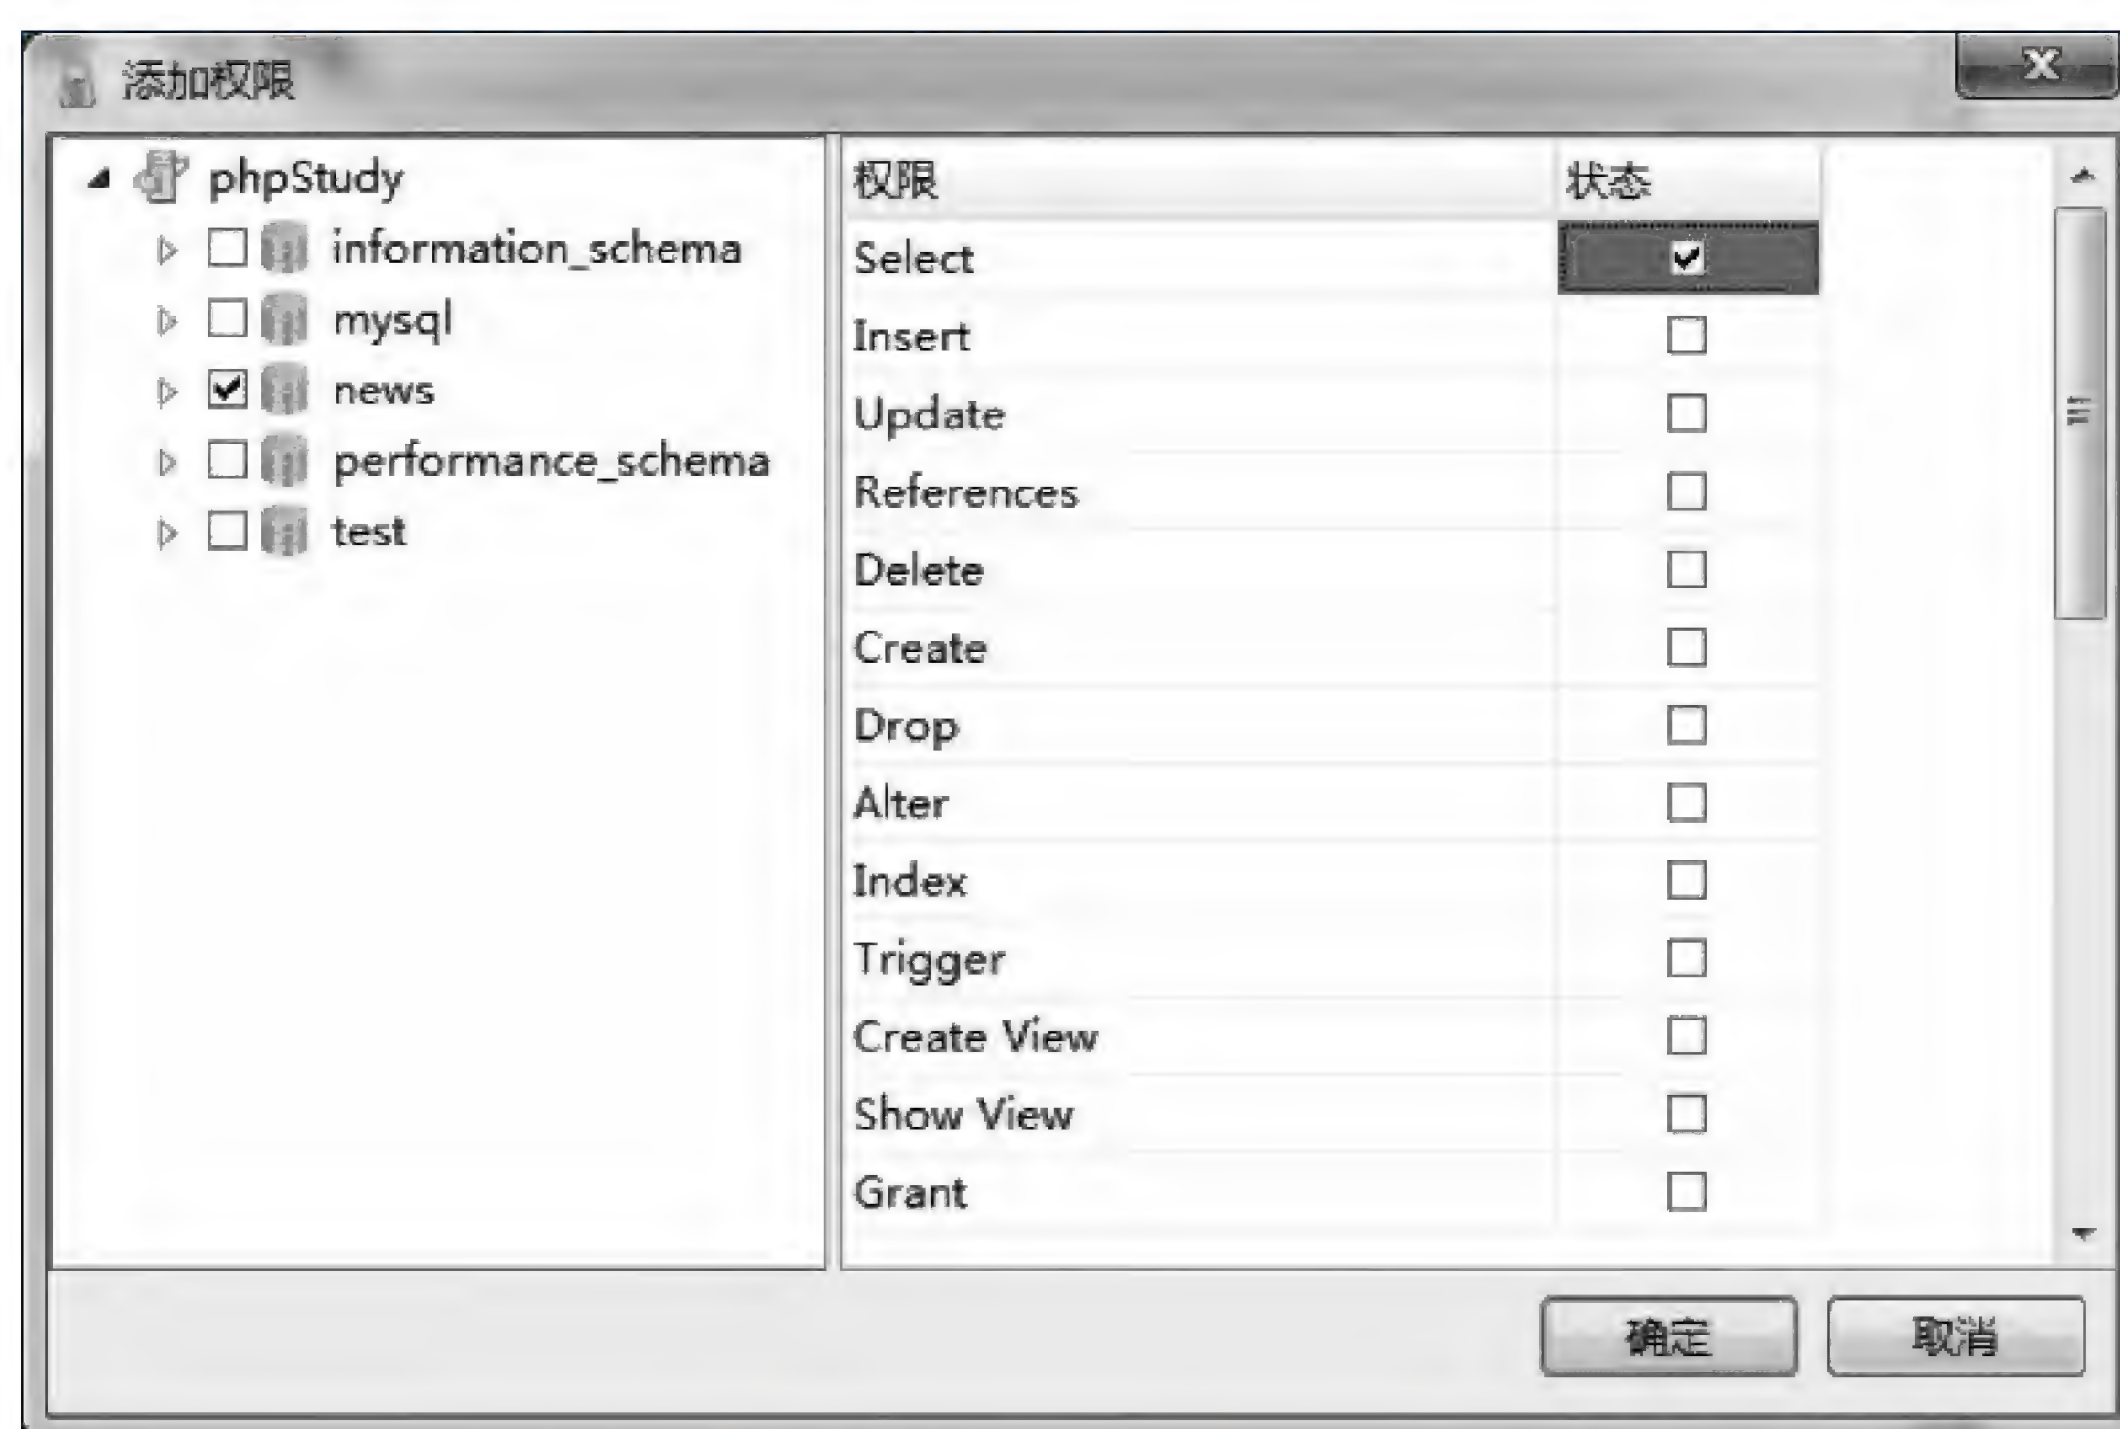 添加权限
phpStudy
information_schema
mysql
news
performance_schema
test
权限 状态
Select
Insert
Update
References
Delete
Create
Drop
Alter
Index
Trigger
Create View
Show View
Grant
确定 取消